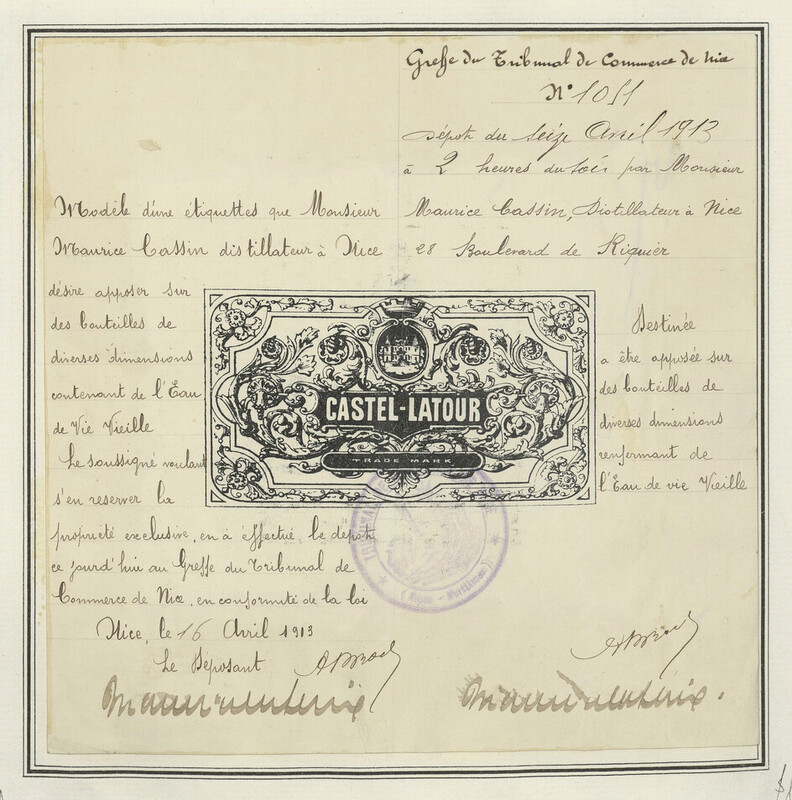 Greffe du Tribunal de Commerce de Nice
N° 1051
Dépot du Seize Avril 1913
à 2 heures du soir par Monsieur
Maurice Cassin, Distillateur à Nice
28 Boulevard de Riquier
Modèle d'une étiquettes que Monsieur
Maurice Cassin distillateur à Nice
désire apposer sur
des bouteilles de
diverses dimensions
contenant de l'Eau
de Vie Vieille
Le soussigné voulant
s'en reserver la
propriété exclusive, en à effectué le depot
ce jourd'hui au Greffe du Tribunal de
Commerce de Nice, en conformité de la loi
Nice, le 16 Avril 1913
Le Déposant
CASTEL-LATOUR
TRADE MARK
Destinée
a être apposée sur
des bouteilles de
diverses dimensions
renfermant de
l'Eau de vie Vieille